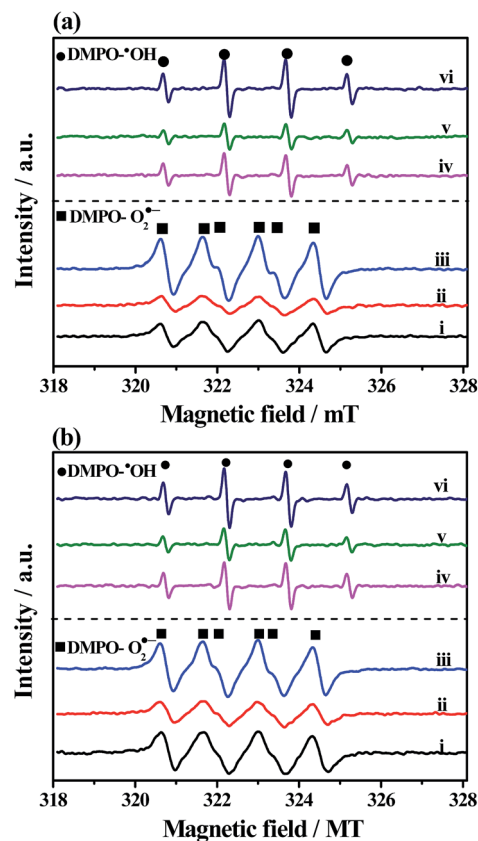 (a)
●DMPO-•OH
vi
v
iv
■ DMPO- O₂•−
iii
ii
i
Intensity / a.u.
318 320 322 324 326 328
Magnetic field / mT
(b)
●DMPO-•OH
vi
v
iv
■ DMPO- O₂•−
iii
ii
i
Intensity / a.u.
318 320 322 324 326 328
Magnetic field / MT